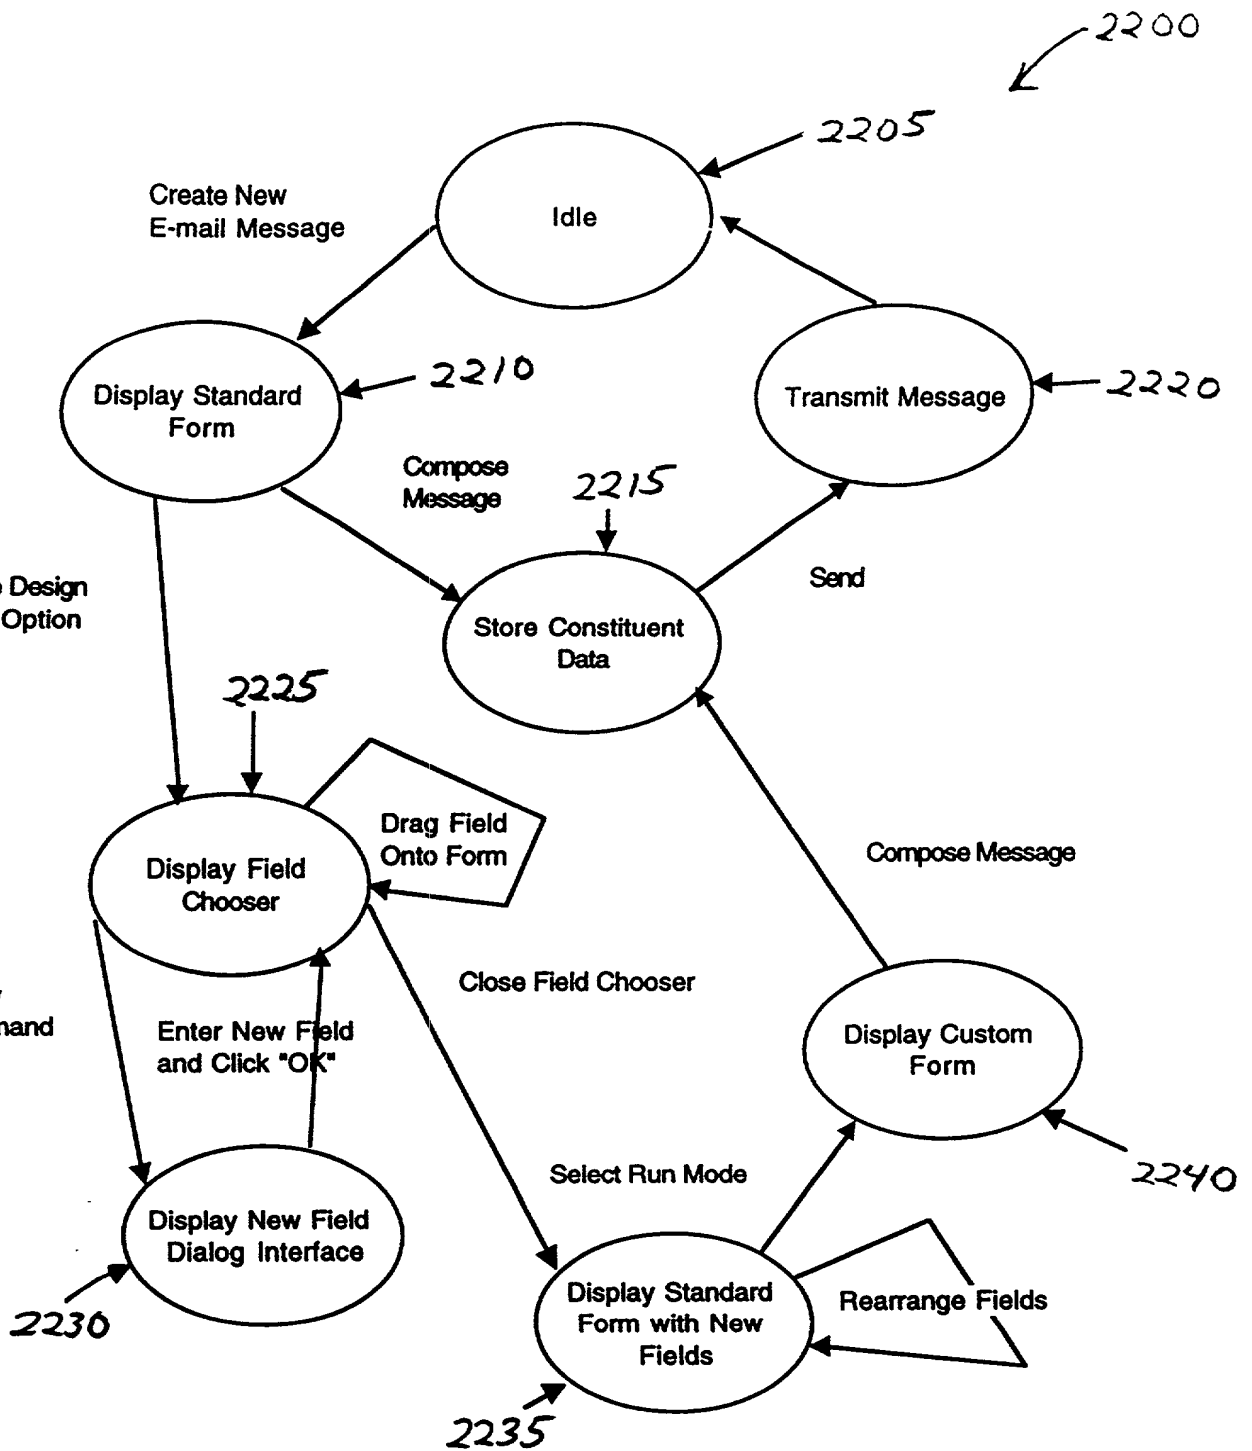 2200
2205
Create New
E-mail Message
Idle
2210
Display Standard
Form
Transmit Message
2220
Compose
Message
2215
Design
Option
Send
Store Constituent
Data
2225
Drag Field
Onto Form
Display Field
Chooser
Compose Message
Close Field Chooser
Enter New Field
and Click "OK"
Display Custom
Form
Select Run Mode
2240
Display New Field
Dialog Interface
2230
Display Standard
Form with New
Fields
Rearrange Fields
2235